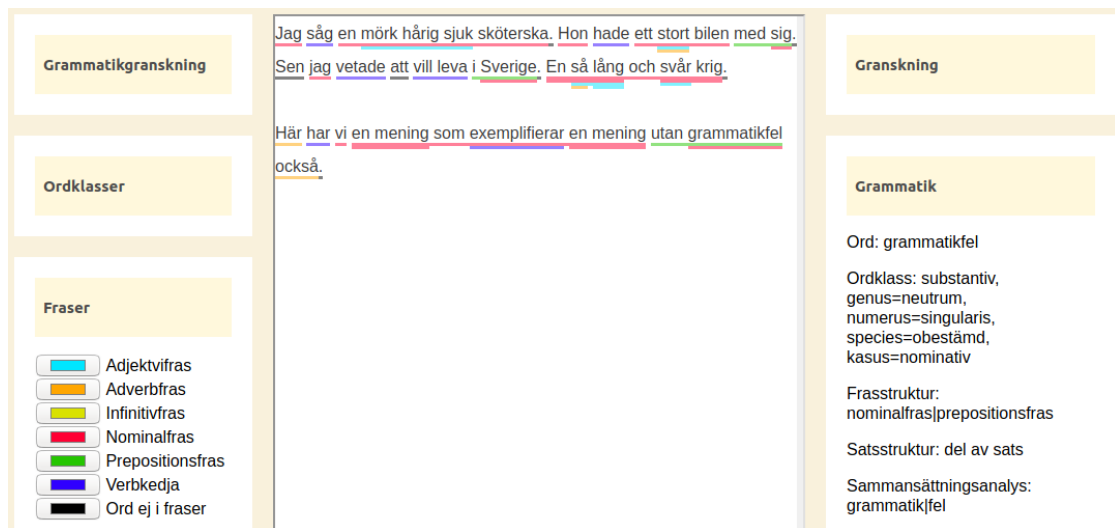 Grammatikgranskning
Ordklasser
Fraser
Adjektvifras
Adverbfras
Infinitivfras
Nominalfras
Prepositionsfras
Verbkedja
Ord ej i fraser
Jag såg en mörk hårig sjuk sköterska. Hon hade ett stort bilen med sig.
Sen jag vetade att vill leva i Sverige. En så lång och svår krig.
Här har vi en mening som exemplifierar en mening utan grammatikfel
också.
Granskning
Grammatik
Ord: grammatikfel
Ordklass: substantiv,
genus=neutrum,
numerus=singularis,
species=obestämd,
kasus=nominativ
Frasstruktur:
nominalfras|prepositionsfras
Satsstruktur: del av sats
Sammansättningsanalys:
grammatik|fel